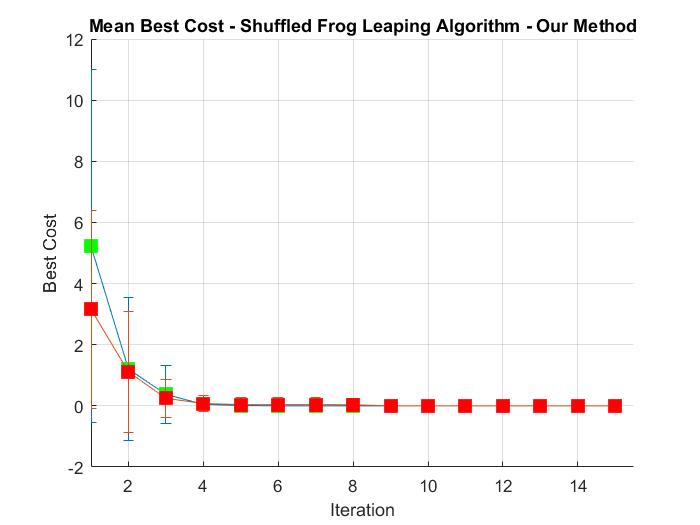 Mean Best Cost - Shuffled Frog Leaping Algorithm - Our Method
12
10
8
6
4
2
0
-2
Best Cost
2 4 6 8 10 12 14
Iteration